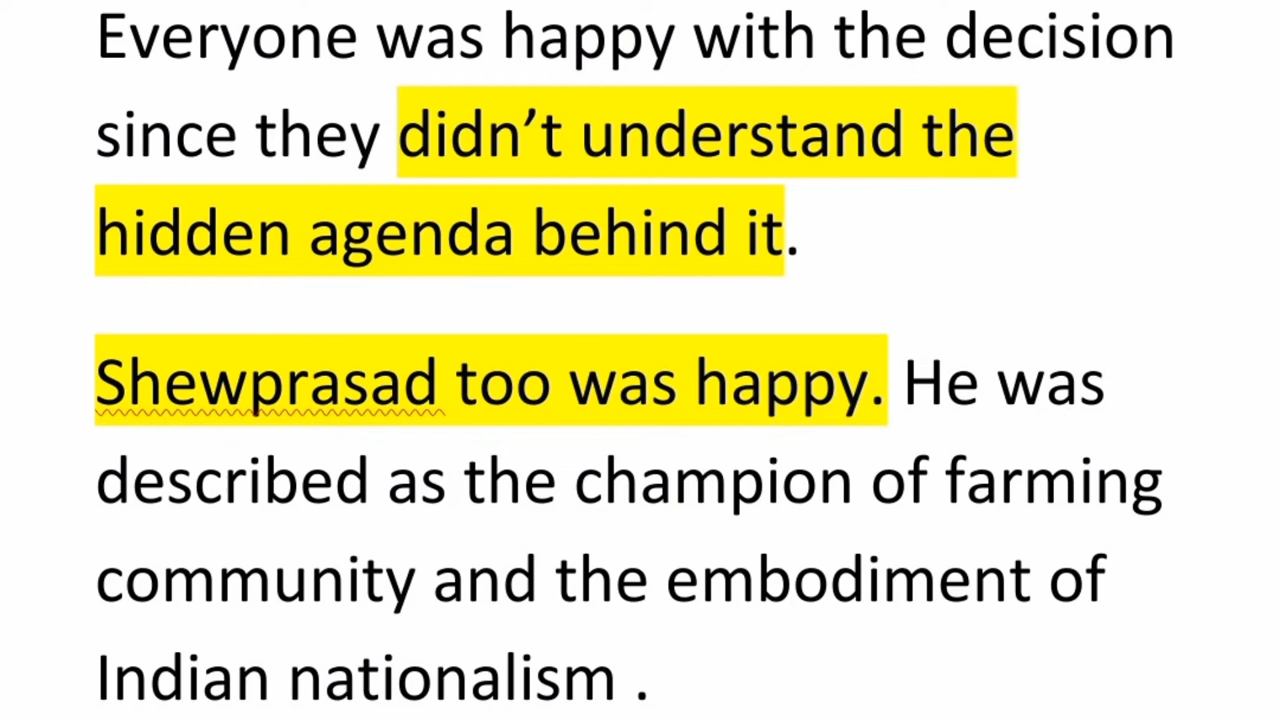 Everyone was happy with the decision
since they didn’t understand the
hidden agenda behind it.
Shewprasad too was happy. He was
described as the champion of farming
community and the embodiment of
Indian nationalism .